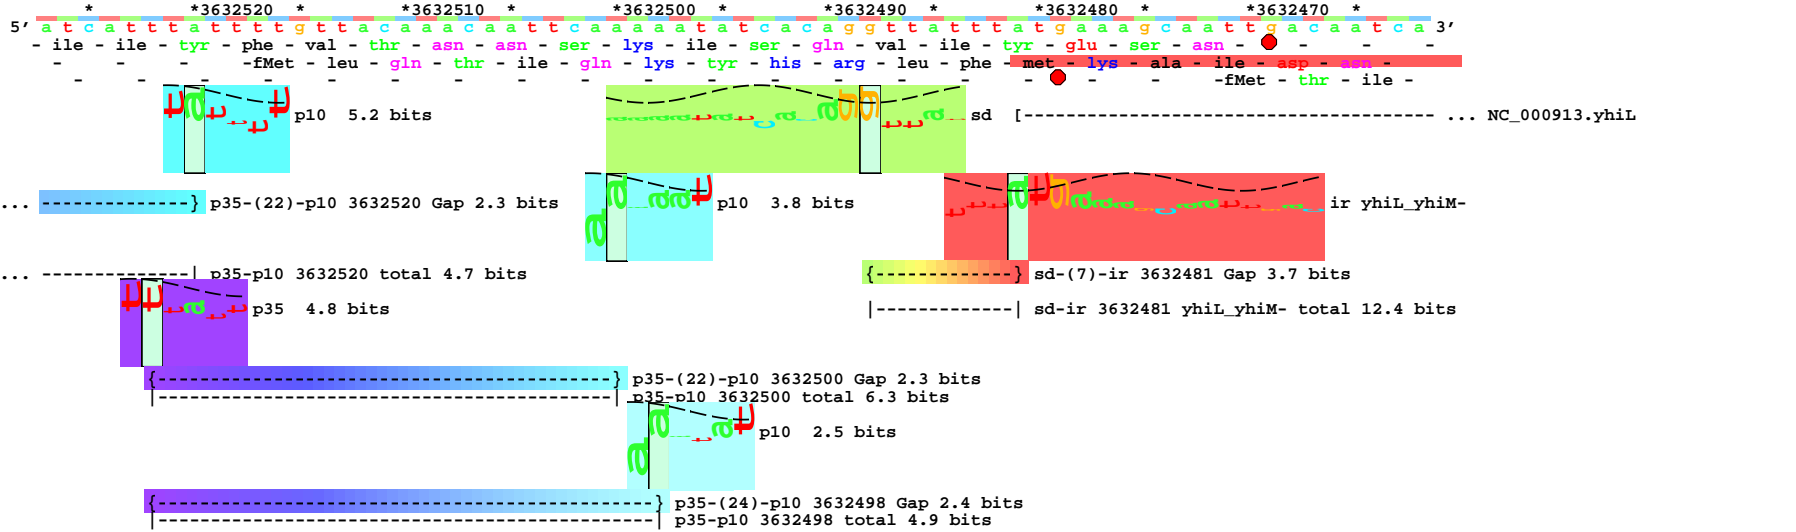 * *3632520 * *3632510 * *3632500 * *3632490 * *3632480 * *3632470 *
5' a t c a t t t a t t t t g t t a c a a a c a a t t c a a a a a t a t c a c a g g t t a t t t a t g a a a g c a a t t g a c a a t c a 3'
- ile - ile - tyr - phe - val - thr - asn - asn - ser - lys - ile - ser - gln - val - ile - tyr - glu - ser - asn - - - -
- - - -fMet - leu - gln - thr - ile - gln - lys - tyr - his - arg - leu - phe - met - lys - ala - ile - asp - asn -
- - - - - - - - - - - - - - - - - - -fMet - thr - ile -
p10 5.2 bits
sd [--------------------------------------- ... NC_000913.yhiL
... --------------} p35-(22)-p10 3632520 Gap 2.3 bits
p10 3.8 bits
ir yhiL_yhiM-
... --------------| p35-p10 3632520 total 4.7 bits
{-------------} sd-(7)-ir 3632481 Gap 3.7 bits
p35 4.8 bits
|-------------| sd-ir 3632481 yhiL_yhiM- total 12.4 bits
{-------------------------------------------} p35-(22)-p10 3632500 Gap 2.3 bits
|-------------------------------------------| p35-p10 3632500 total 6.3 bits
p10 2.5 bits
{-----------------------------------------------} p35-(24)-p10 3632498 Gap 2.4 bits
|-----------------------------------------------| p35-p10 3632498 total 4.9 bits